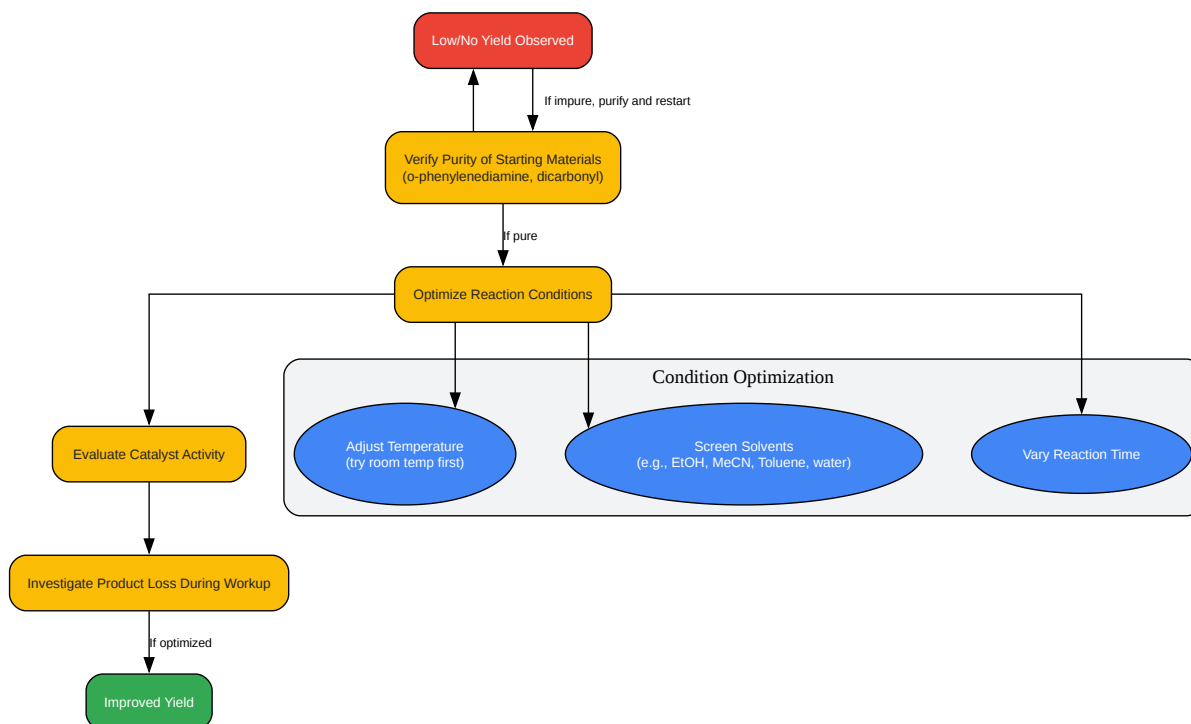 Low/No Yield Observed
If impure, purify and restart
Verify Purity of Starting Materials
(o-phenylenediamine, dicarbonyl)
If pure
Optimize Reaction Conditions
Condition Optimization
Adjust Temperature
(try room temp first)
Screen Solvents
(e.g., EtOH, MeCN, Toluene, water)
Vary Reaction Time
Evaluate Catalyst Activity
Investigate Product Loss During Workup
If optimized
Improved Yield